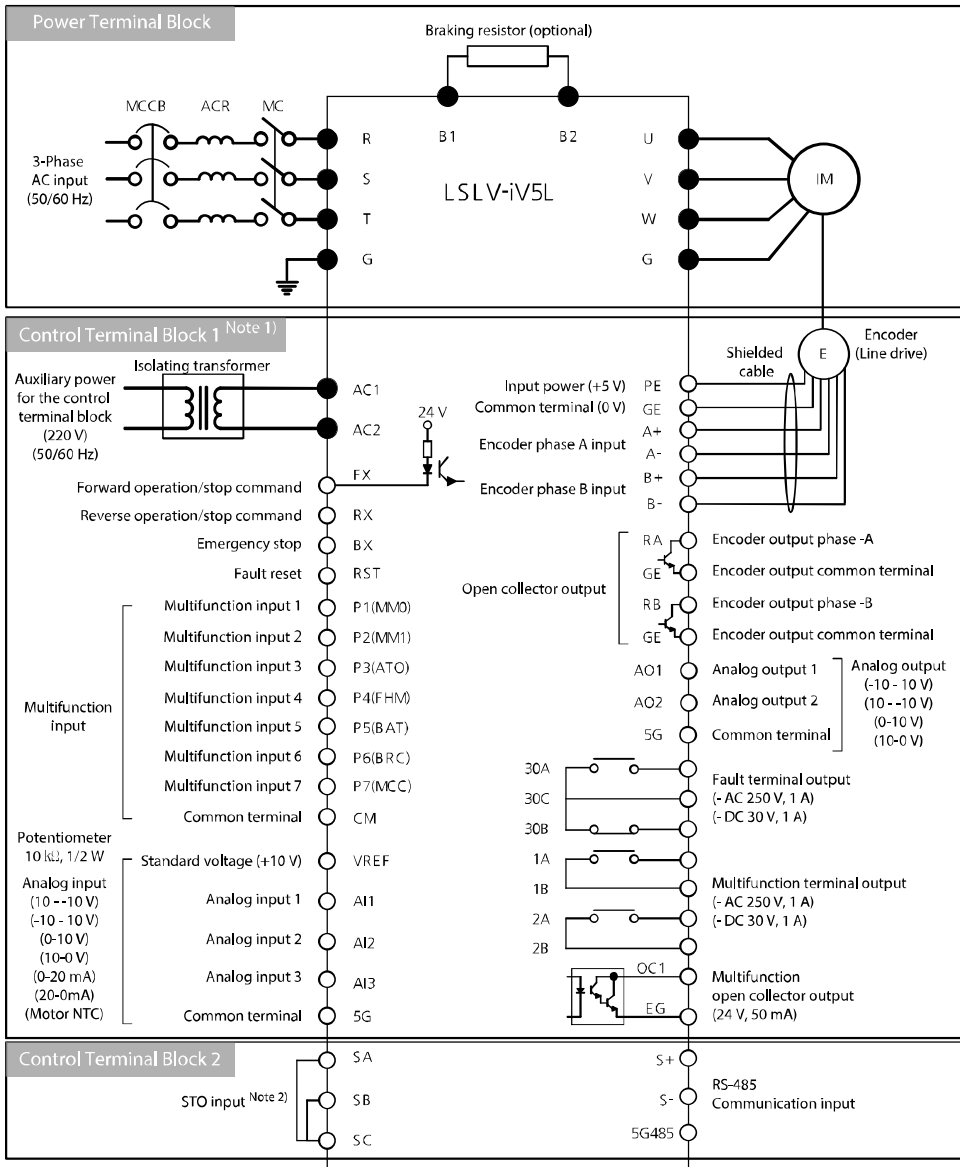 Power Terminal Block
Braking resistor (optional)
MCCB ACR MC
B1 B2
3-Phase
AC input
(50/60 Hz)
R
S
T
G
LSLV-iV5L
U
V
W
G
IM
Control Terminal Block 1 Note 1)
Isolating transformer
Auxiliary power
for the control
terminal block
(220 V)
(50/60 Hz)
AC1
AC2
24 V
Forward operation/stop command FX
Reverse operation/stop command RX
Emergency stop BX
Fault reset RST
Multifunction
input
Multifunction input 1 P1(MM0)
Multifunction input 2 P2(MM1)
Multifunction input 3 P3(ATO)
Multifunction input 4 P4(FHM)
Multifunction input 5 P5(BAT)
Multifunction input 6 P6(BRC)
Multifunction input 7 P7(MCC)
Common terminal CM
Potentiometer
10 kΩ, 1/2 W
Analog input
(10 - -10 V)
(-10 - 10 V)
(0-10 V)
(10-0 V)
(0-20 mA)
(20-0mA)
(Motor NTC)
Standard voltage (+10 V) VREF
Analog input 1 AI1
Analog input 2 AI2
Analog input 3 AI3
Common terminal 5G
Shielded
cable
E
Encoder
(Line drive)
Input power (+5 V) PE
Common terminal (0 V) GE
Encoder phase A input
A+
A-
Encoder phase B input
B+
B-
Open collector output
RA Encoder output phase -A
GE Encoder output common terminal
RB Encoder output phase -B
GE Encoder output common terminal
AO1 Analog output 1
AO2 Analog output 2
5G Common terminal
Analog output
(-10 - 10 V)
(10 - -10 V)
(0-10 V)
(10-0 V)
30A
30C
30B
Fault terminal output
(- AC 250 V, 1 A)
(- DC 30 V, 1 A)
1A
1B
2A
2B
Multifunction terminal output
(- AC 250 V, 1 A)
(- DC 30 V, 1 A)
OC1
EG
Multifunction
open collector output
(24 V, 50 mA)
Control Terminal Block 2
STO input Note 2)
SA
SB
SC
S+
S-
5G485
RS-485
Communication input